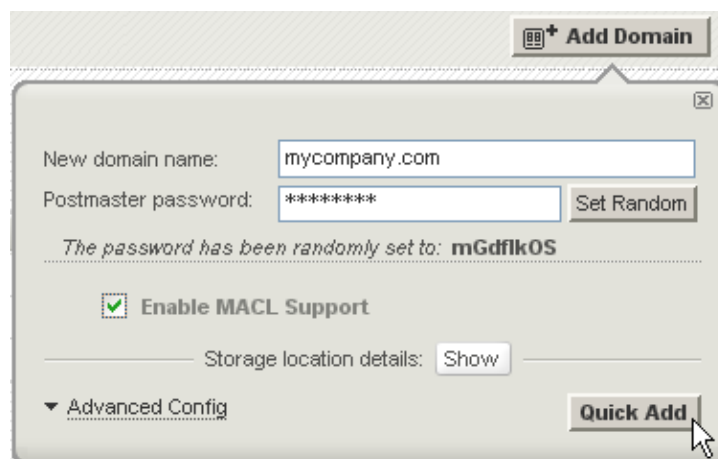 Add Domain
New domain name: mycompany.com
Postmaster password: ******** Set Random
The password has been randomly set to: mGdflkOS
Enable MACL Support
Storage location details: Show
Advanced Config Quick Add